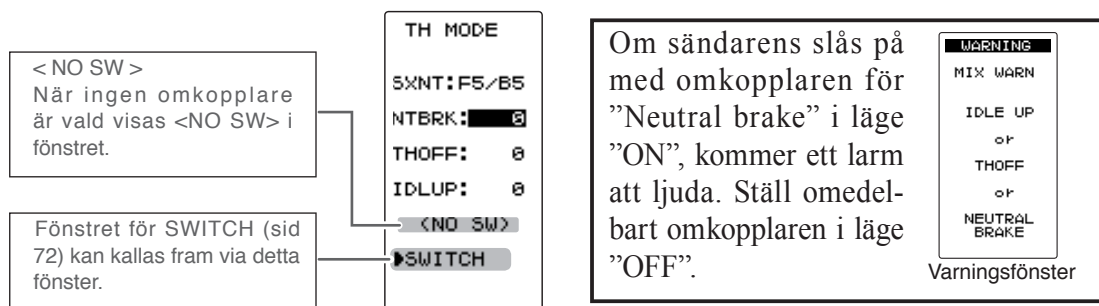 < NO SW >
När ingen omkopplare
är vald visas <NO SW> i
fönstret.
Fönstret för SWITCH (sid
72) kan kallas fram via detta
fönster.
TH MODE
SXNT:F5/B5
NTBRK: 0
THOFF: 0
IDLUP: 0
(NO SW)
▶SWITCH
Om sändarens slås på
med omkopplaren för
”Neutral brake” i läge
”ON”, kommer ett larm
att ljuda. Ställ omedel-
bart omkopplaren i läge
”OFF”.
WARNING
MIX WARN
IDLE UP
or
THOFF
or
NEUTRAL
BRAKE
Varningsfönster